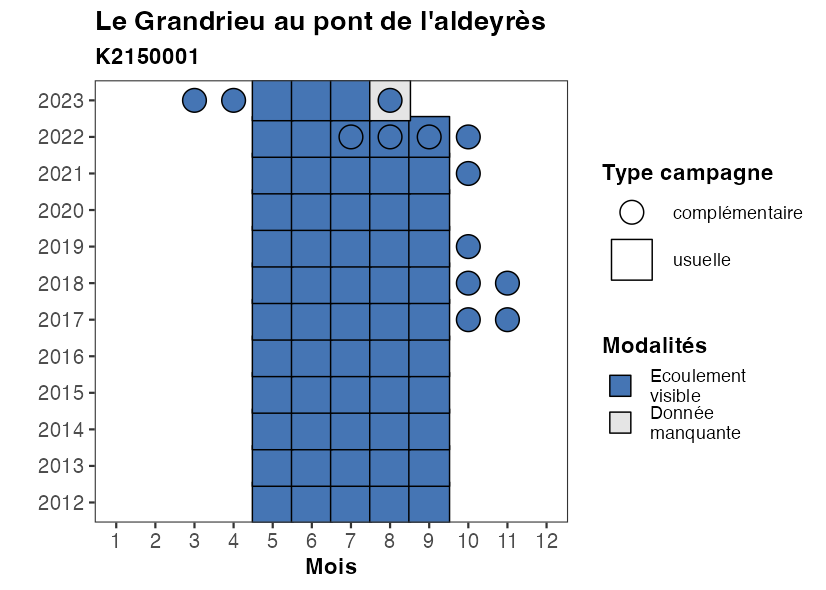 Le Grandrieu au pont de l'aldeyrès
K2150001
2023
2022
2021
2020
2019
2018
2017
2016
2015
2014
2013
2012
1 2 3 4 5 6 7 8 9 10 11 12
Mois
Type campagne
complémentaire
usuelle
Modalités
Ecoulement
visible
Donnée
manquante